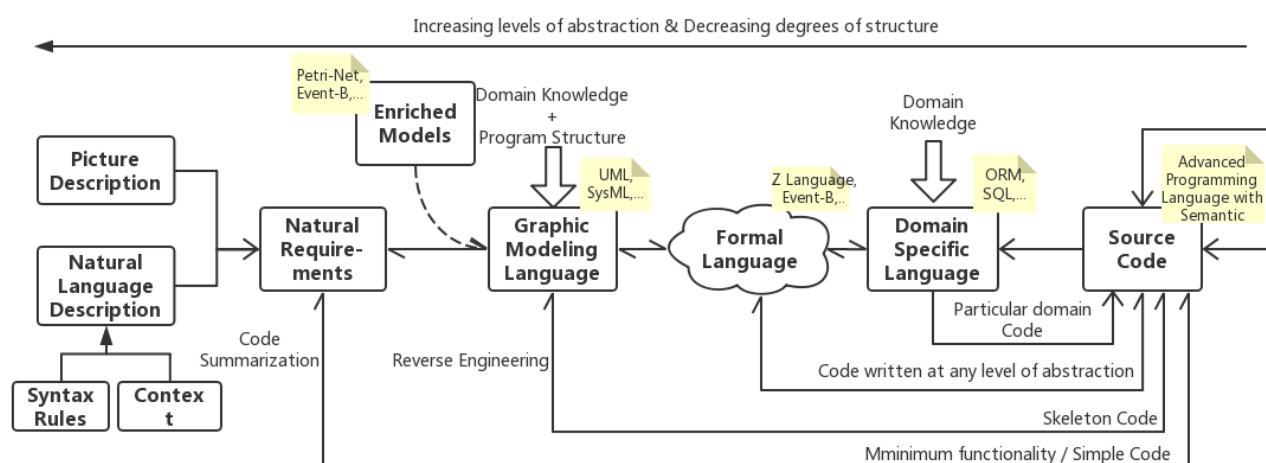 Increasing levels of abstraction & Decreasing degrees of structure
Petri-Net,
Event-B,...
Enriched
Models
Domain Knowledge
+
Program Structure
Domain
Knowledge
Picture
Description
UML,
SysML,...
Z Language,
Event-B,..
ORM,
SQL,...
Advanced
Programming
Language with
Semantic
Natural
Require-
ments
Graphic
Modeling
Language
Formal
Language
Domain
Specific
Language
Source
Code
Natural
Language
Description
Particular domain
Code
Code
Summarization
Reverse Engineering
Code written at any level of abstraction
Syntax
Rules
Contex
t
Skeleton Code
Mminimum functionality / Simple Code